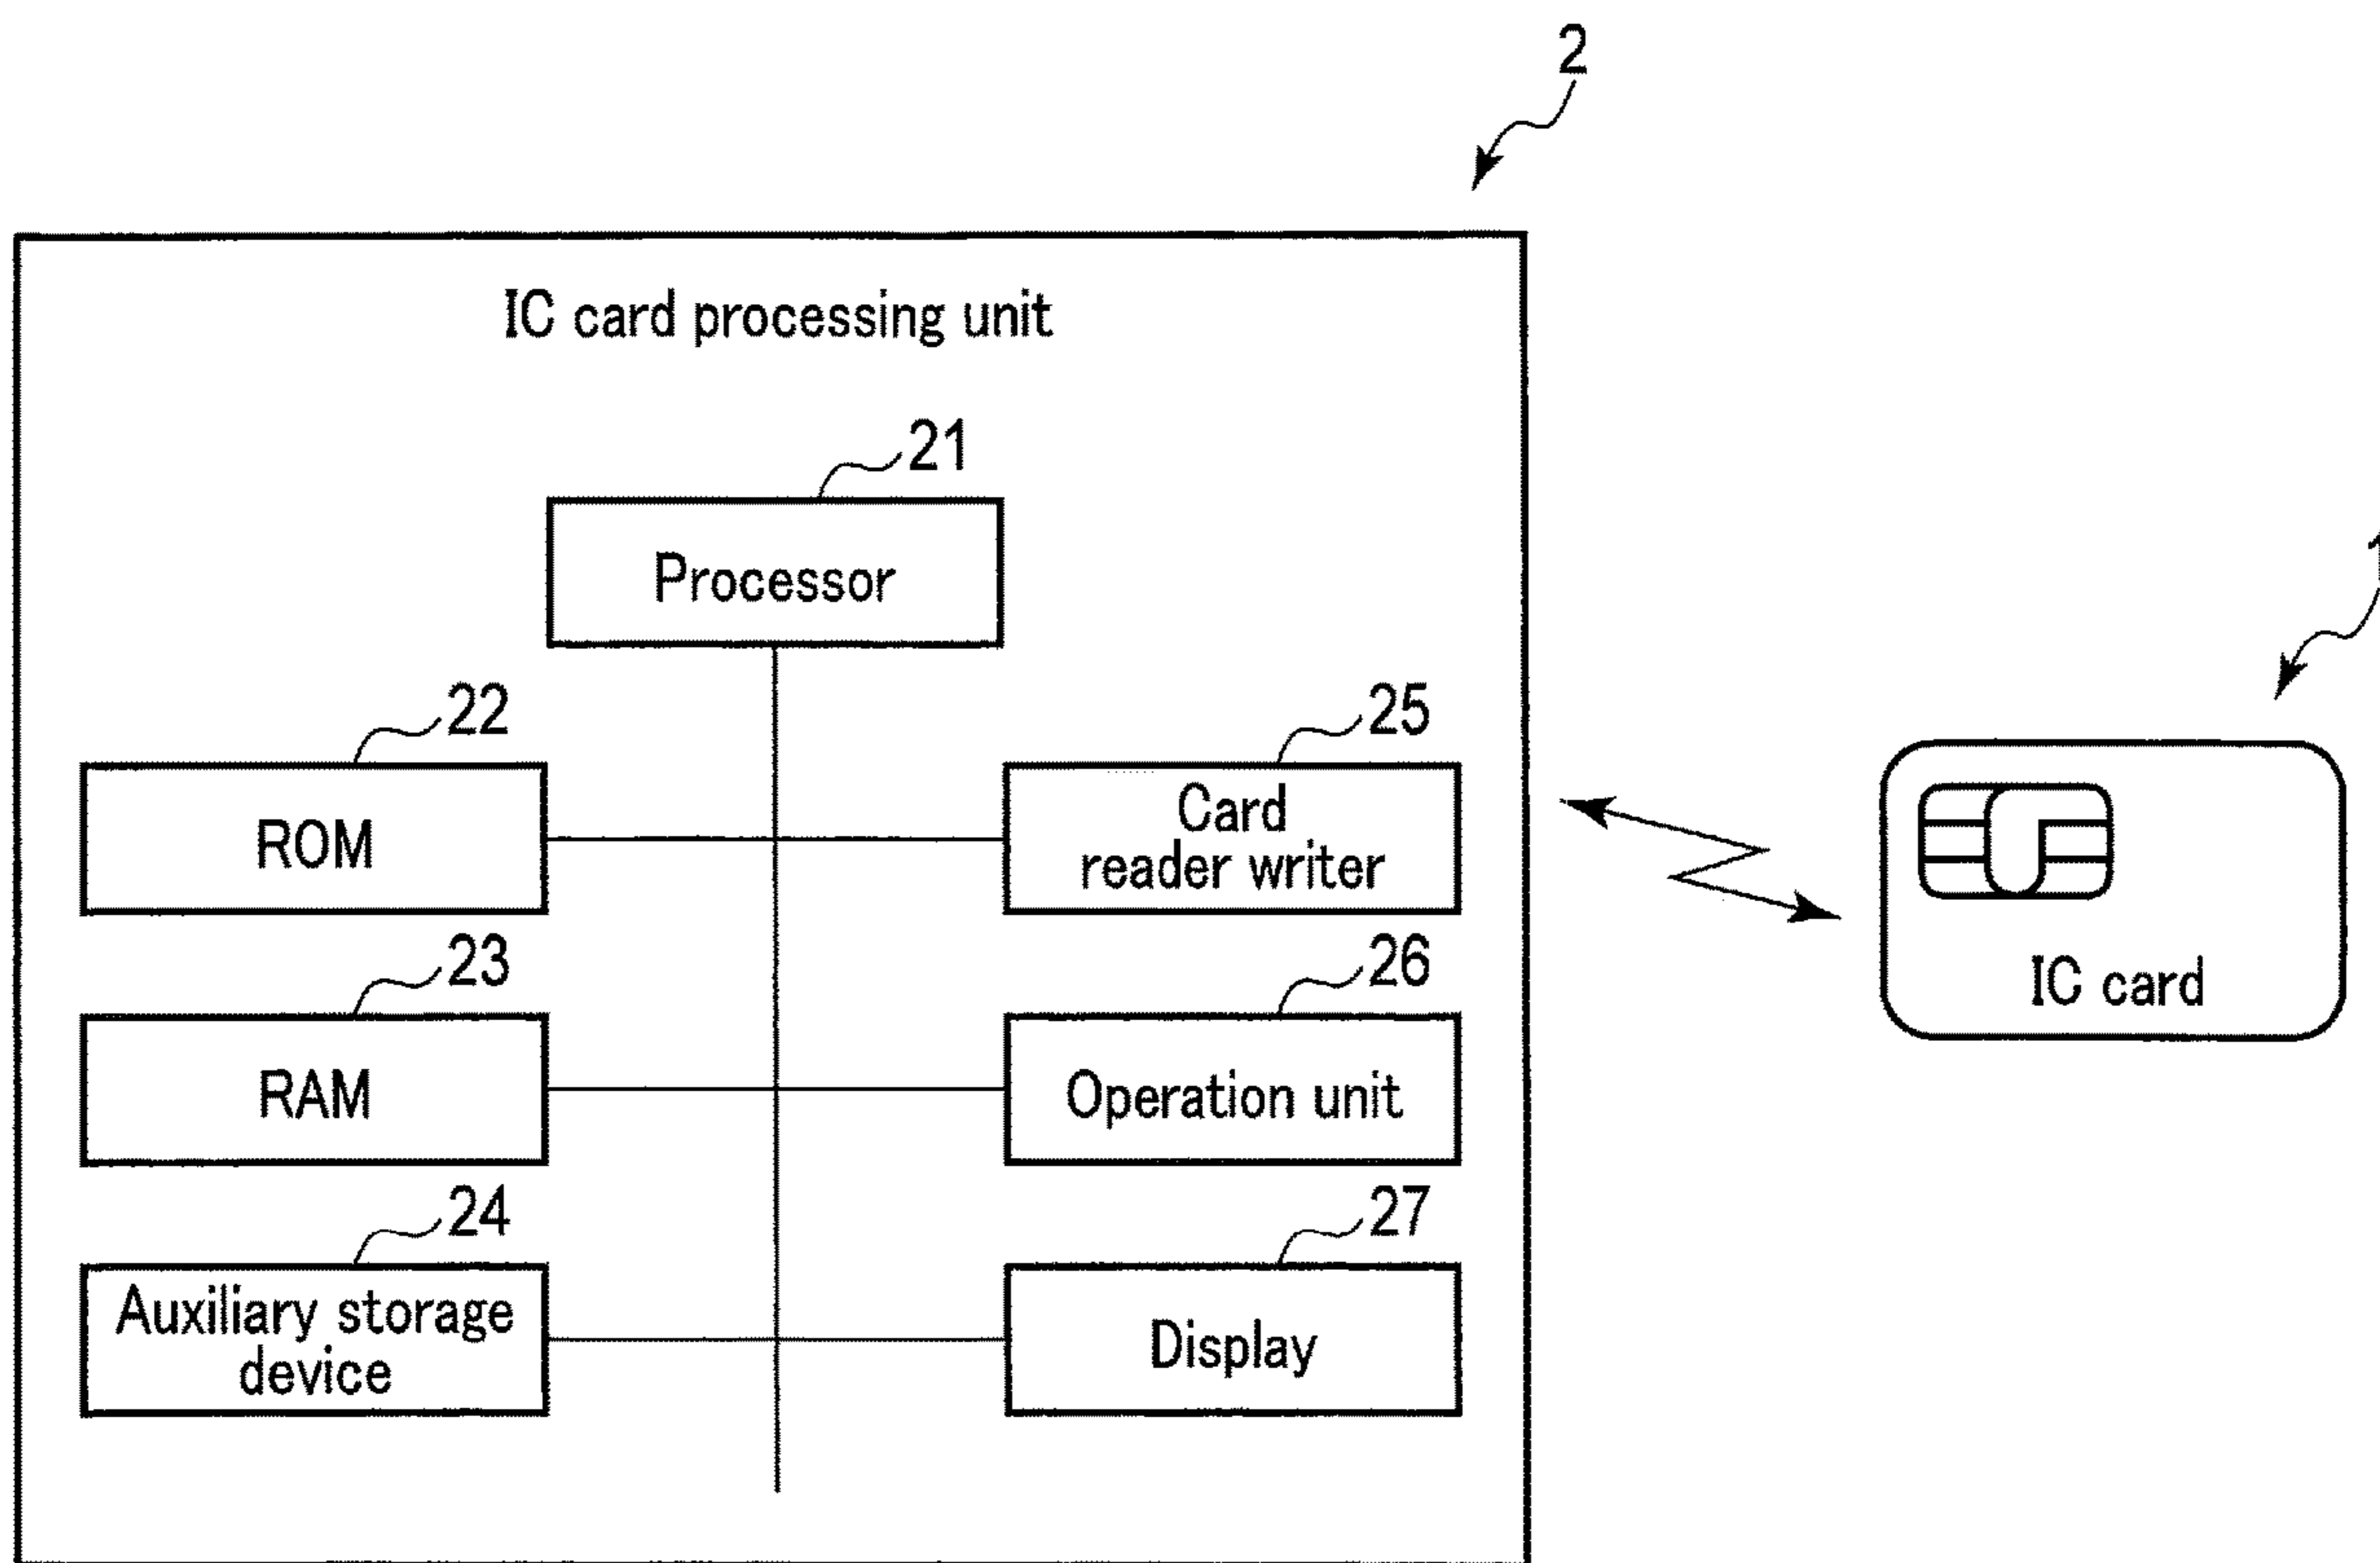 2
IC card processing unit
21
Processor
1
22
25
ROM
Card
reader writer
23
26
IC card
RAM
Operation unit
24
27
Auxiliary storage
device
Display